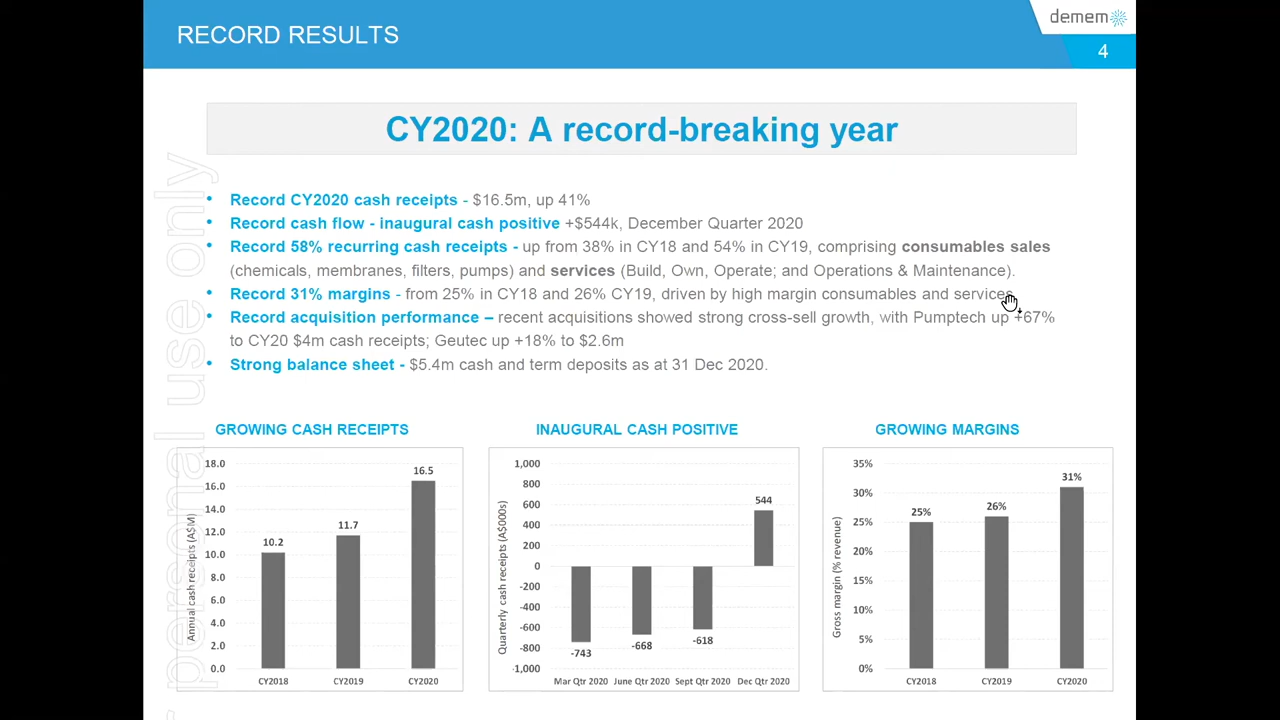 RECORD RESULTS
demem
4
CY2020: A record-breaking year
• Record CY2020 cash receipts - $16.5m, up 41%
• Record cash flow - inaugural cash positive +$544k, December Quarter 2020
• Record 58% recurring cash receipts - up from 38% in CY18 and 54% in CY19, comprising consumables sales
(chemicals, membranes, filters, pumps) and services (Build, Own, Operate; and Operations & Maintenance).
• Record 31% margins - from 25% in CY18 and 26% CY19, driven by high margin consumables and services
• Record acquisition performance – recent acquisitions showed strong cross-sell growth, with Pumptech up +67%
to CY20 $4m cash receipts; Geutec up +18% to $2.6m
• Strong balance sheet - $5.4m cash and term deposits as at 31 Dec 2020.
personal use only
GROWING CASH RECEIPTS
Annual cash receipts (A$M)
18.0
16.0
14.0
12.0
10.0
8.0
6.0
4.0
2.0
0.0
10.2
11.7
16.5
CY2018 CY2019 CY2020
INAUGURAL CASH POSITIVE
Quarterly cash receipts (A$000s)
1,000
800
600
400
200
0
-200
-400
-600
-800
-1,000
-743
-668
-618
544
Mar Qtr 2020 June Qtr 2020 Sept Qtr 2020 Dec Qtr 2020
GROWING MARGINS
Gross margin (% revenue)
35%
30%
25%
20%
15%
10%
5%
0%
25%
26%
31%
CY2018 CY2019 CY2020